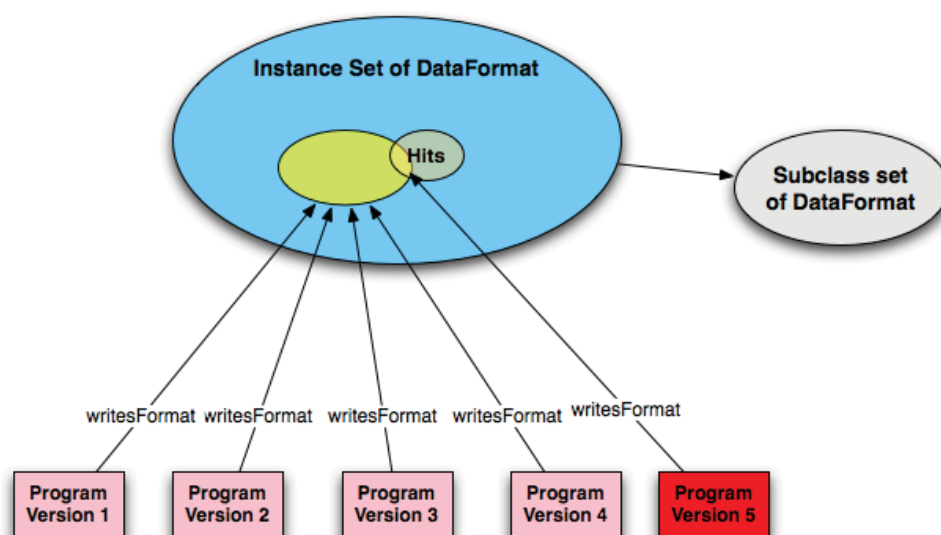 Instance Set of DataFormat
Hits
Subclass set
of DataFormat
writesFormat
writesFormat
writesFormat
writesFormat
writesFormat
Program
Version 1
Program
Version 2
Program
Version 3
Program
Version 4
Program
Version 5